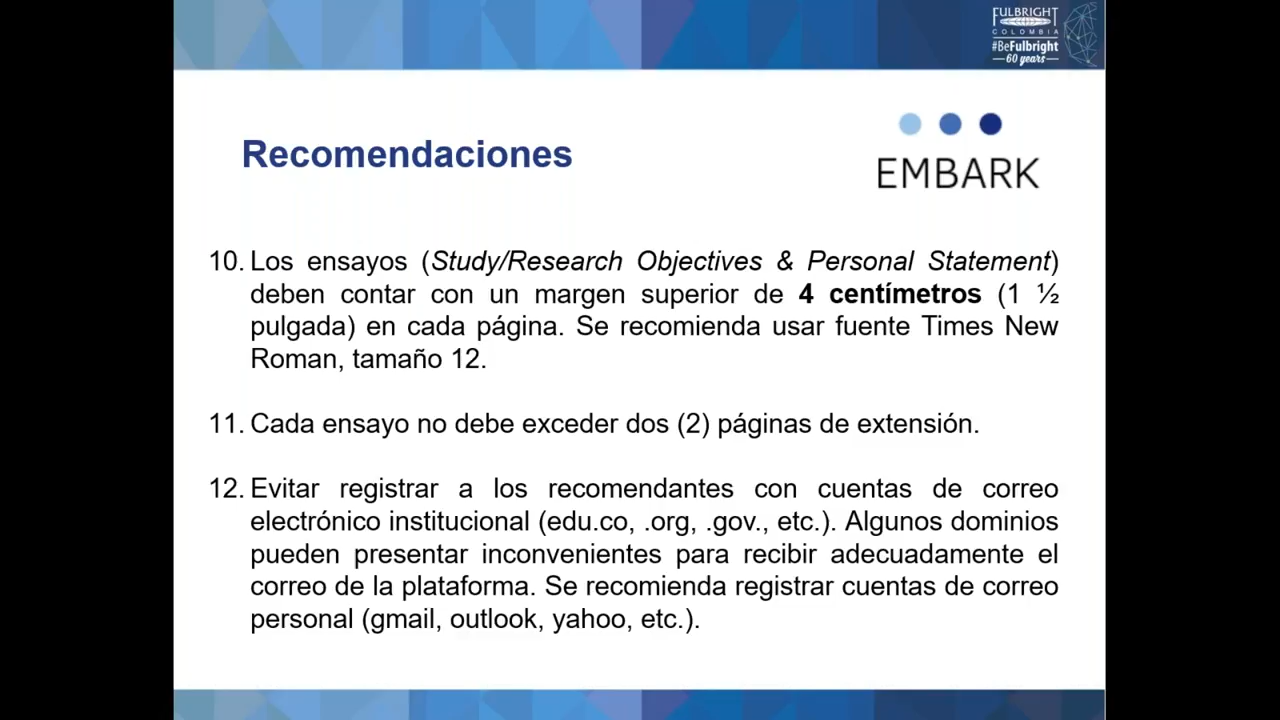 FULBRIGHT
COLOMBIA
#BeFulbright
60 years
Recomendaciones
EMBARK
10. Los ensayos (Study/Research Objectives & Personal Statement)
deben contar con un margen superior de 4 centímetros (1 ½
pulgada) en cada página. Se recomienda usar fuente Times New
Roman, tamaño 12.
11. Cada ensayo no debe exceder dos (2) páginas de extensión.
12. Evitar registrar a los recomendantes con cuentas de correo
electrónico institucional (edu.co, .org, .gov., etc.). Algunos dominios
pueden presentar inconvenientes para recibir adecuadamente el
correo de la plataforma. Se recomienda registrar cuentas de correo
personal (gmail, outlook, yahoo, etc.).